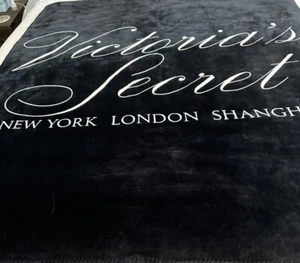 Victoria's
Secret
NEW YORK LONDON SHANGH